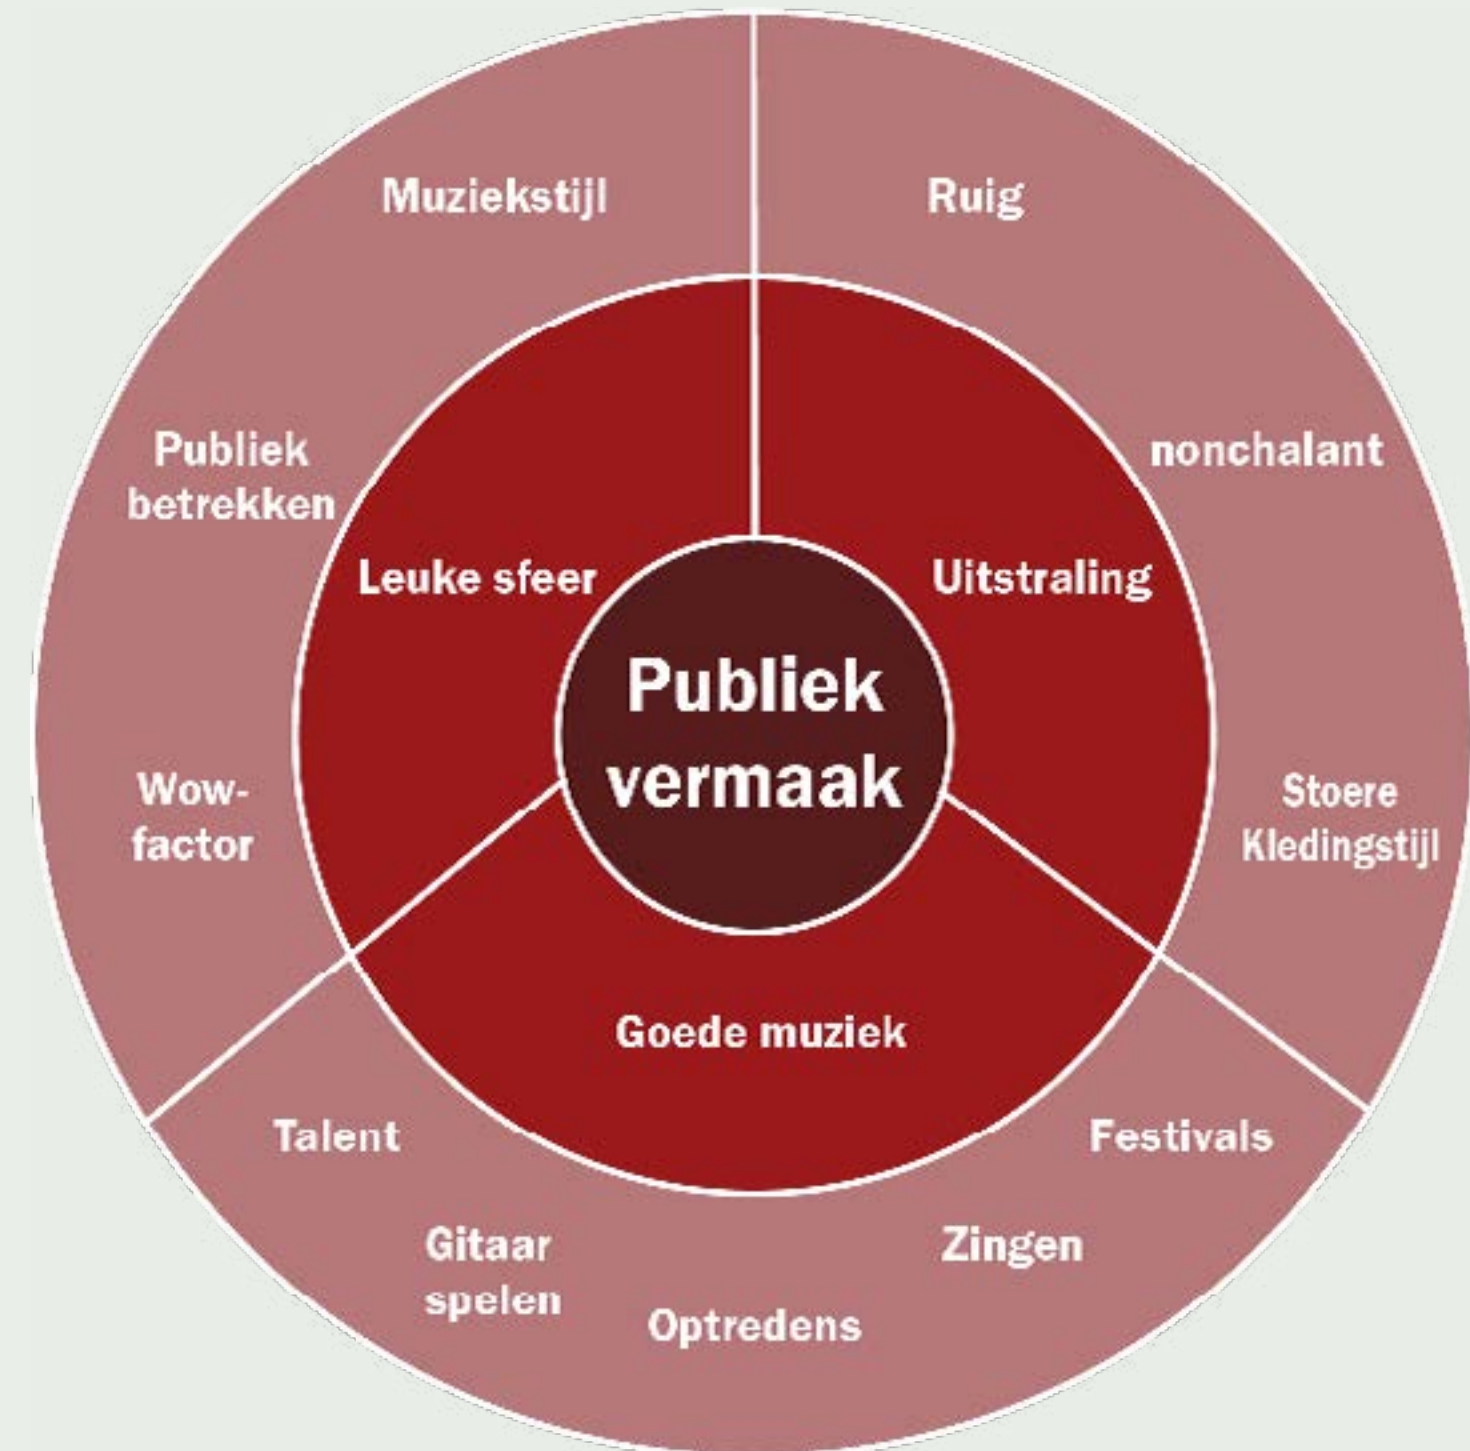 Muziekstijl
Ruig
Publiek
betrekken
nonchalant
Leuke sfeer
Uitstraling
Publiek
vermaak
Wow-
factor
Stoere
Kledingstijl
Goede muziek
Talent
Festivals
Gitaar
spelen
Zingen
Optredens